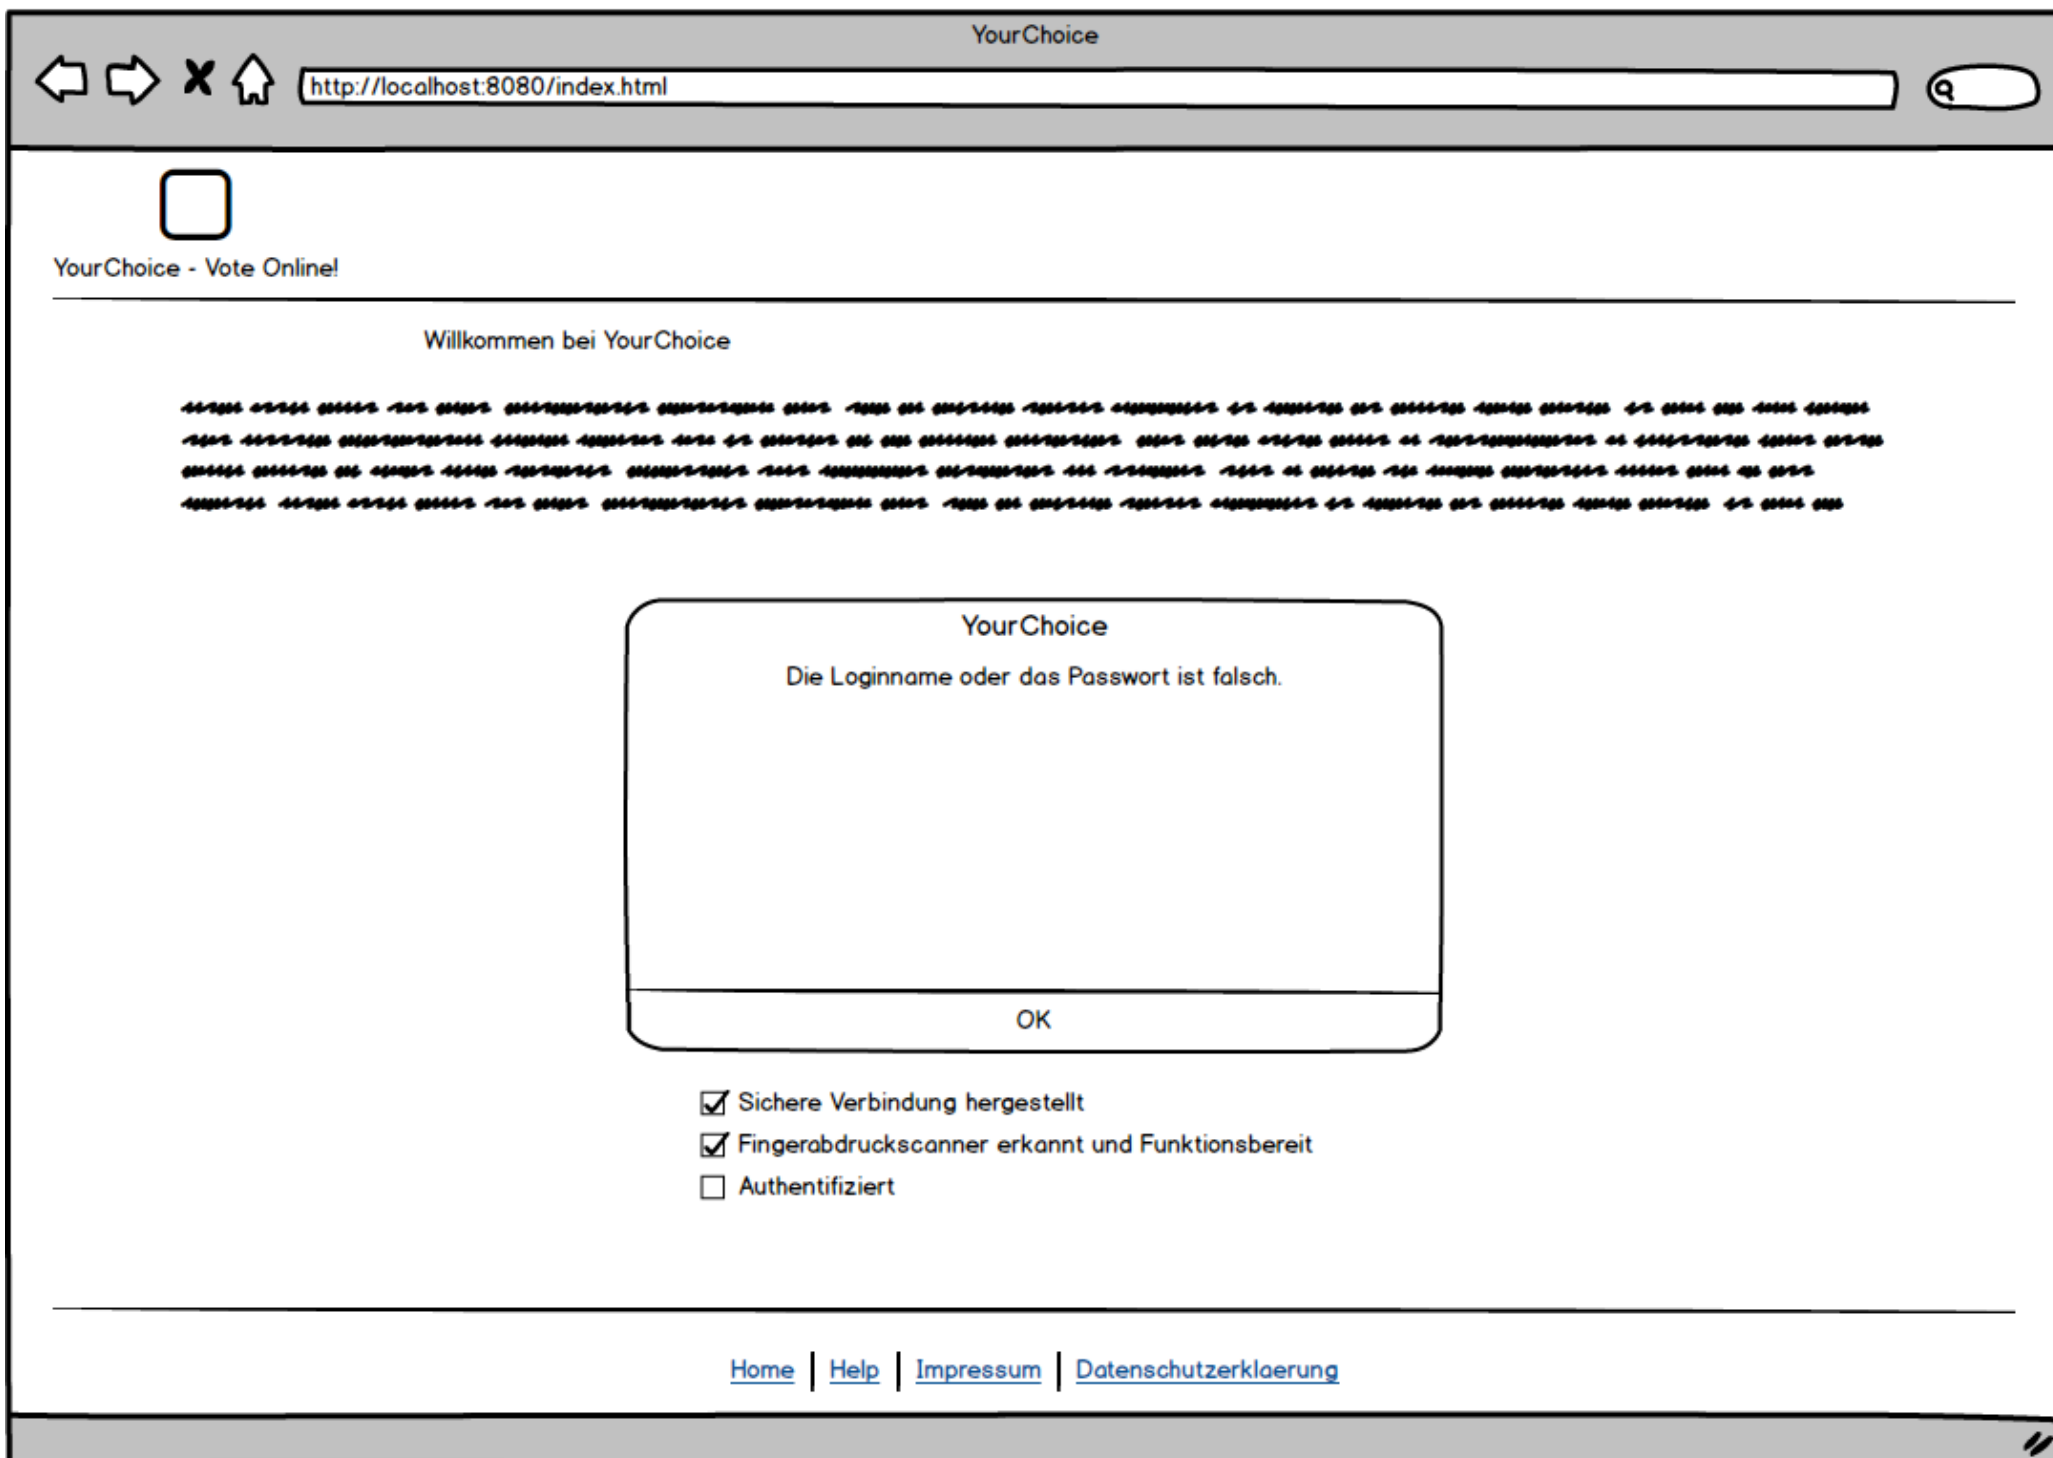 YourChoice
http://localhost:8080/index.html
YourChoice - Vote Online!
Willkommen bei YourChoice
YourChoice
Die Loginname oder das Passwort ist falsch.
OK
Sichere Verbindung hergestellt
Fingerabdruckscanner erkannt und Funktionsbereit
Authentifiziert
Home | Help | Impressum | Datenschutzerklaerung